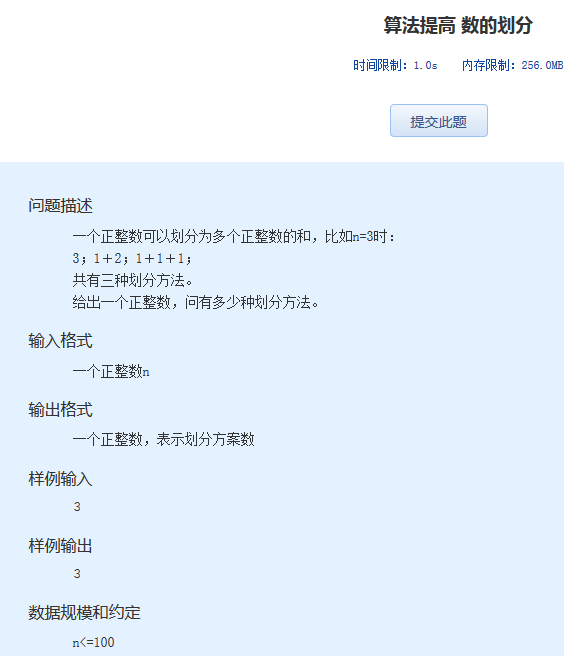 算法提高 数的划分
时间限制：1.0s 内存限制：256.0MB
提交此题
问题描述
一个正整数可以划分为多个正整数的和，比如n=3时：
3；1＋2；1＋1＋1；
共有三种划分方法。
给出一个正整数，问有多少种划分方法。
输入格式
一个正整数n
输出格式
一个正整数，表示划分方案数
样例输入
3
样例输出
3
数据规模和约定
n<=100